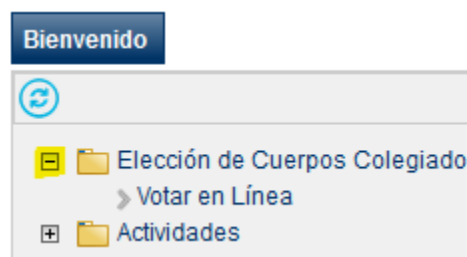 Bienvenido
Elección de Cuerpos Colegiado
Votar en Línea
Actividades